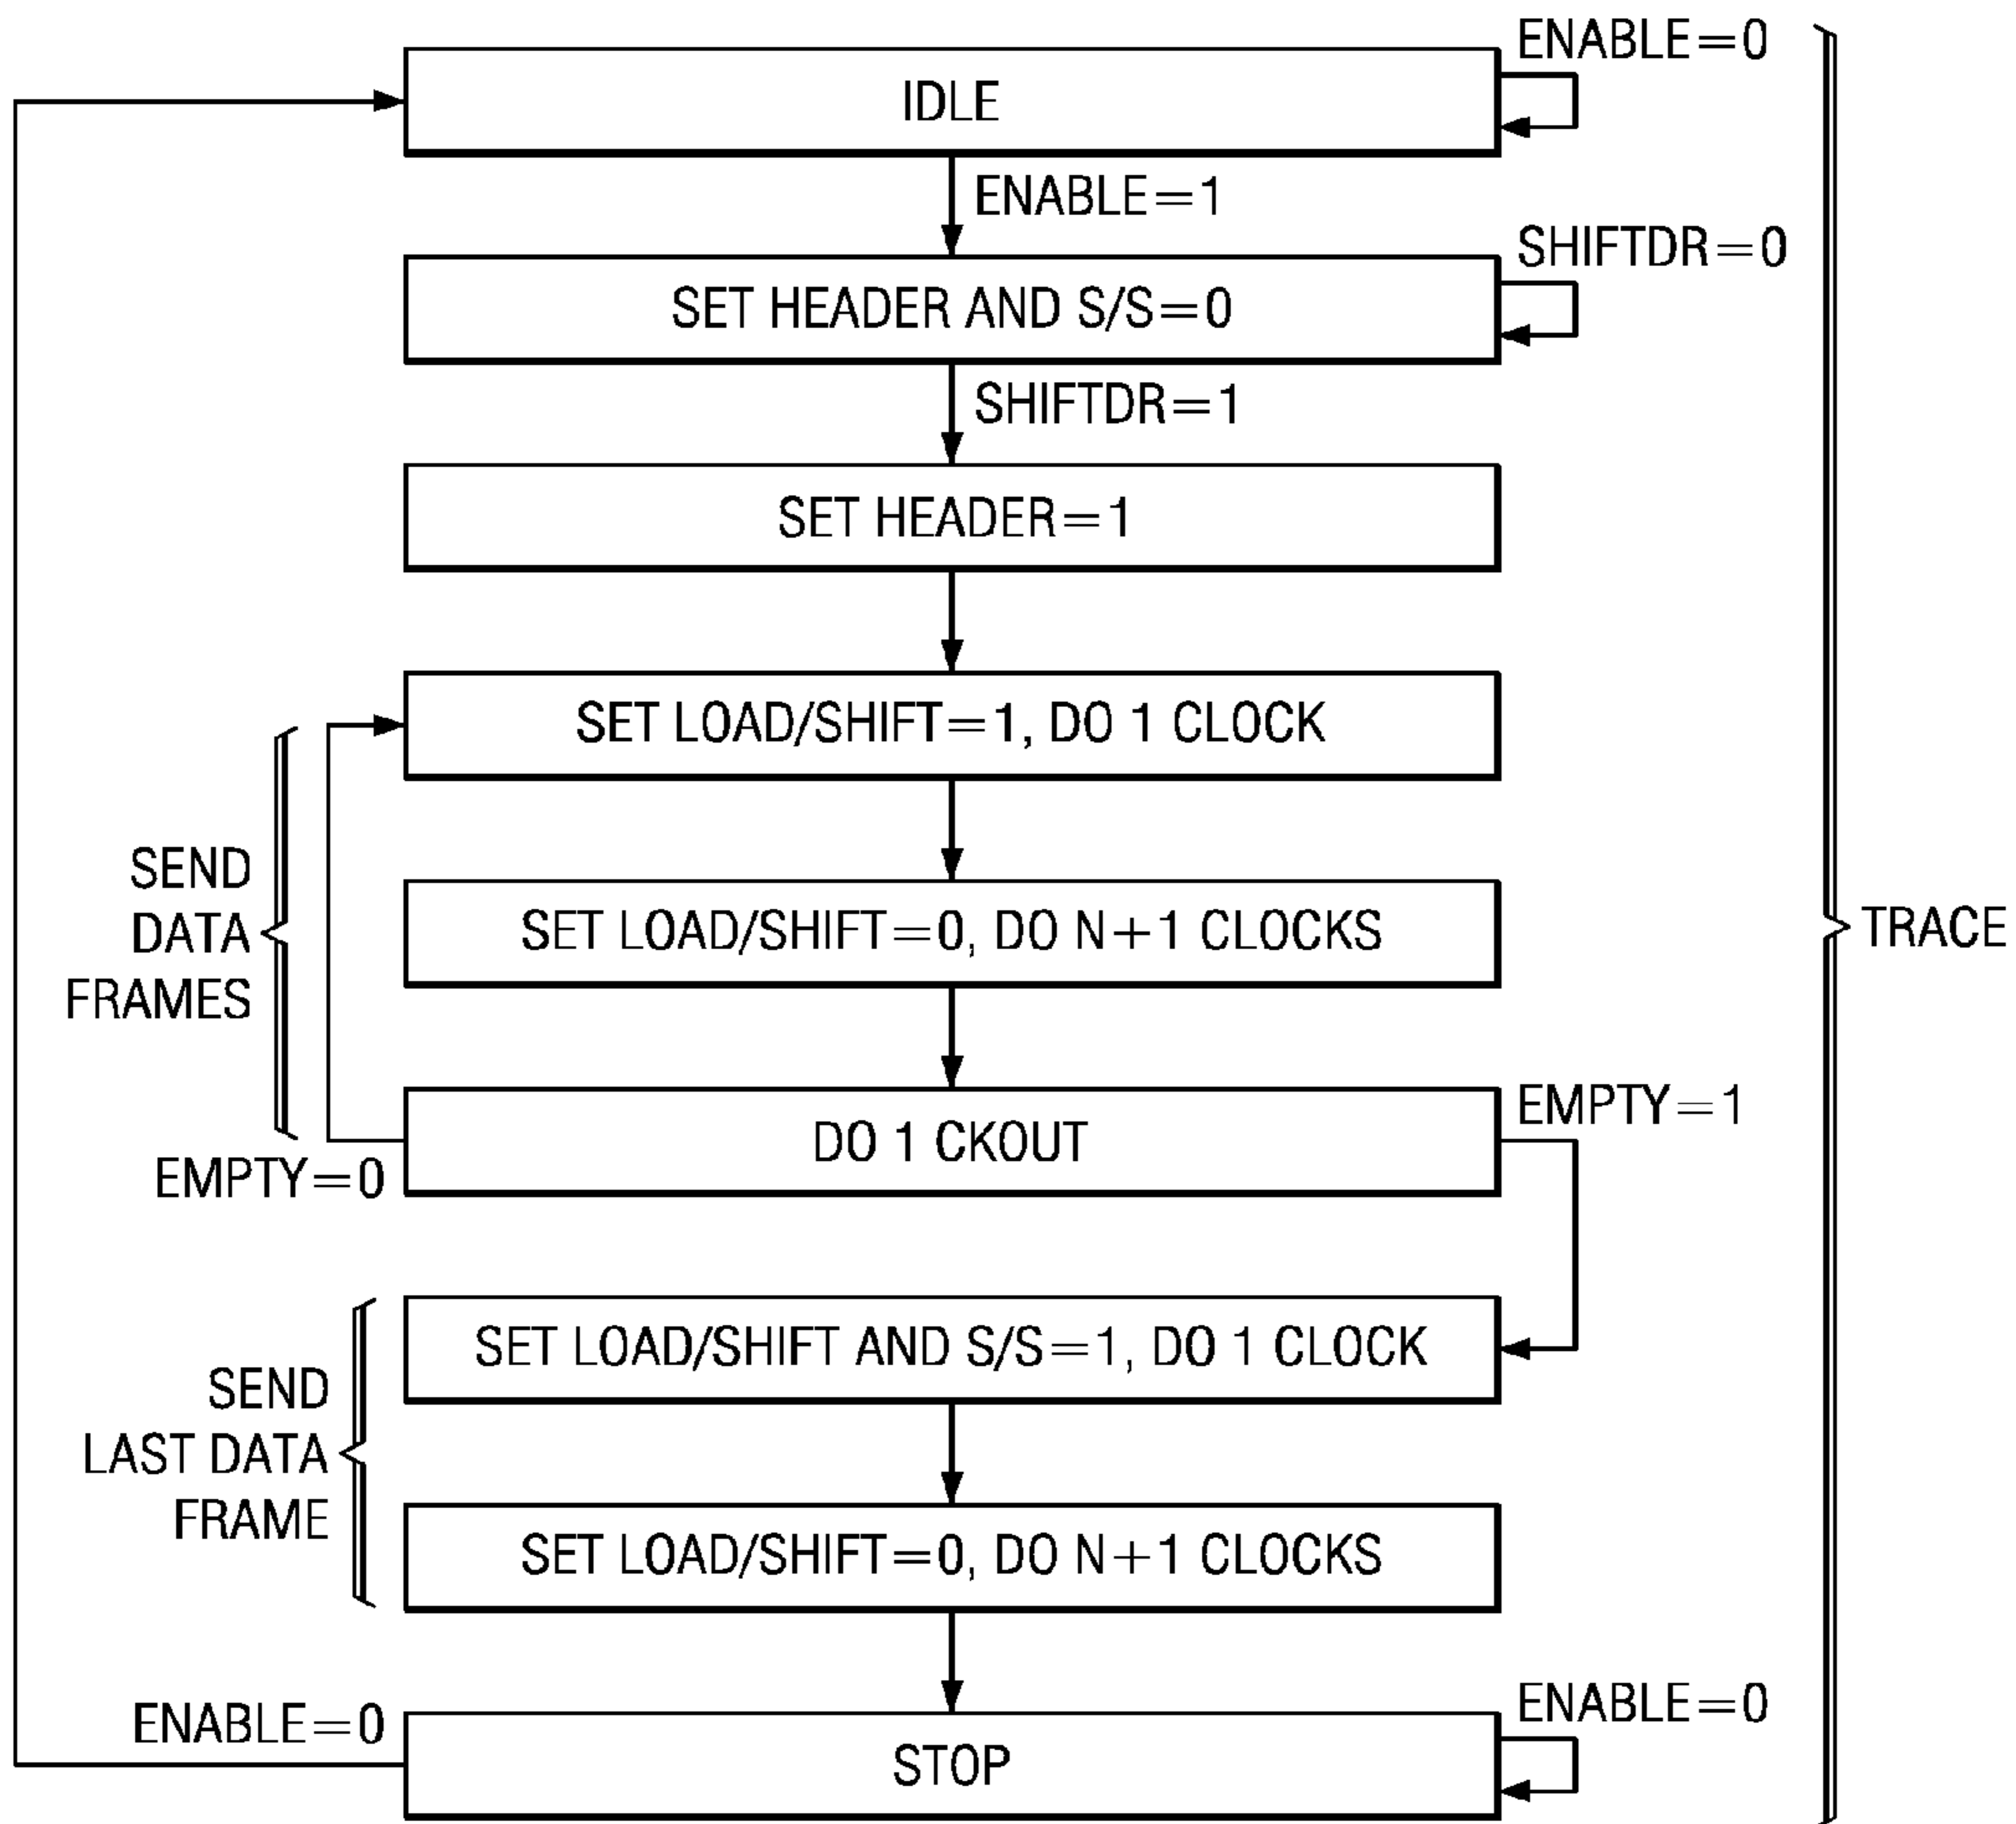 ENABLE=0
IDLE
ENABLE=1
SHIFTDR=0
SET HEADER AND S/S=0
SHIFTDR=1
SET HEADER=1
SET LOAD/SHIFT=1, DO 1 CLOCK
SEND
DATA
FRAMES
SET LOAD/SHIFT=0, DO N+1 CLOCKS
TRACE
EMPTY=1
DO 1 CKOUT
EMPTY=0
SET LOAD/SHIFT AND S/S=1, DO 1 CLOCK
SEND
LAST DATA
FRAME
SET LOAD/SHIFT=0, DO N+1 CLOCKS
ENABLE=0
ENABLE=0
STOP